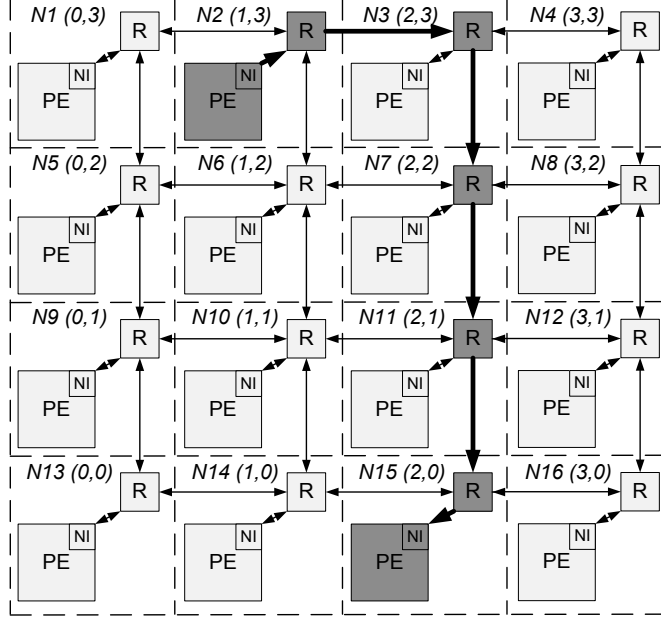 N1 (0,3) R N2 (1,3) R N3 (2,3) R N4 (3,3) R
NI NI NI NI
PE PE PE PE
N5 (0,2) R N6 (1,2) R N7 (2,2) R N8 (3,2) R
NI NI NI NI
PE PE PE PE
N9 (0,1) R N10 (1,1) R N11 (2,1) R N12 (3,1) R
NI NI NI NI
PE PE PE PE
N13 (0,0) R N14 (1,0) R N15 (2,0) R N16 (3,0) R
NI NI NI NI
PE PE PE PE